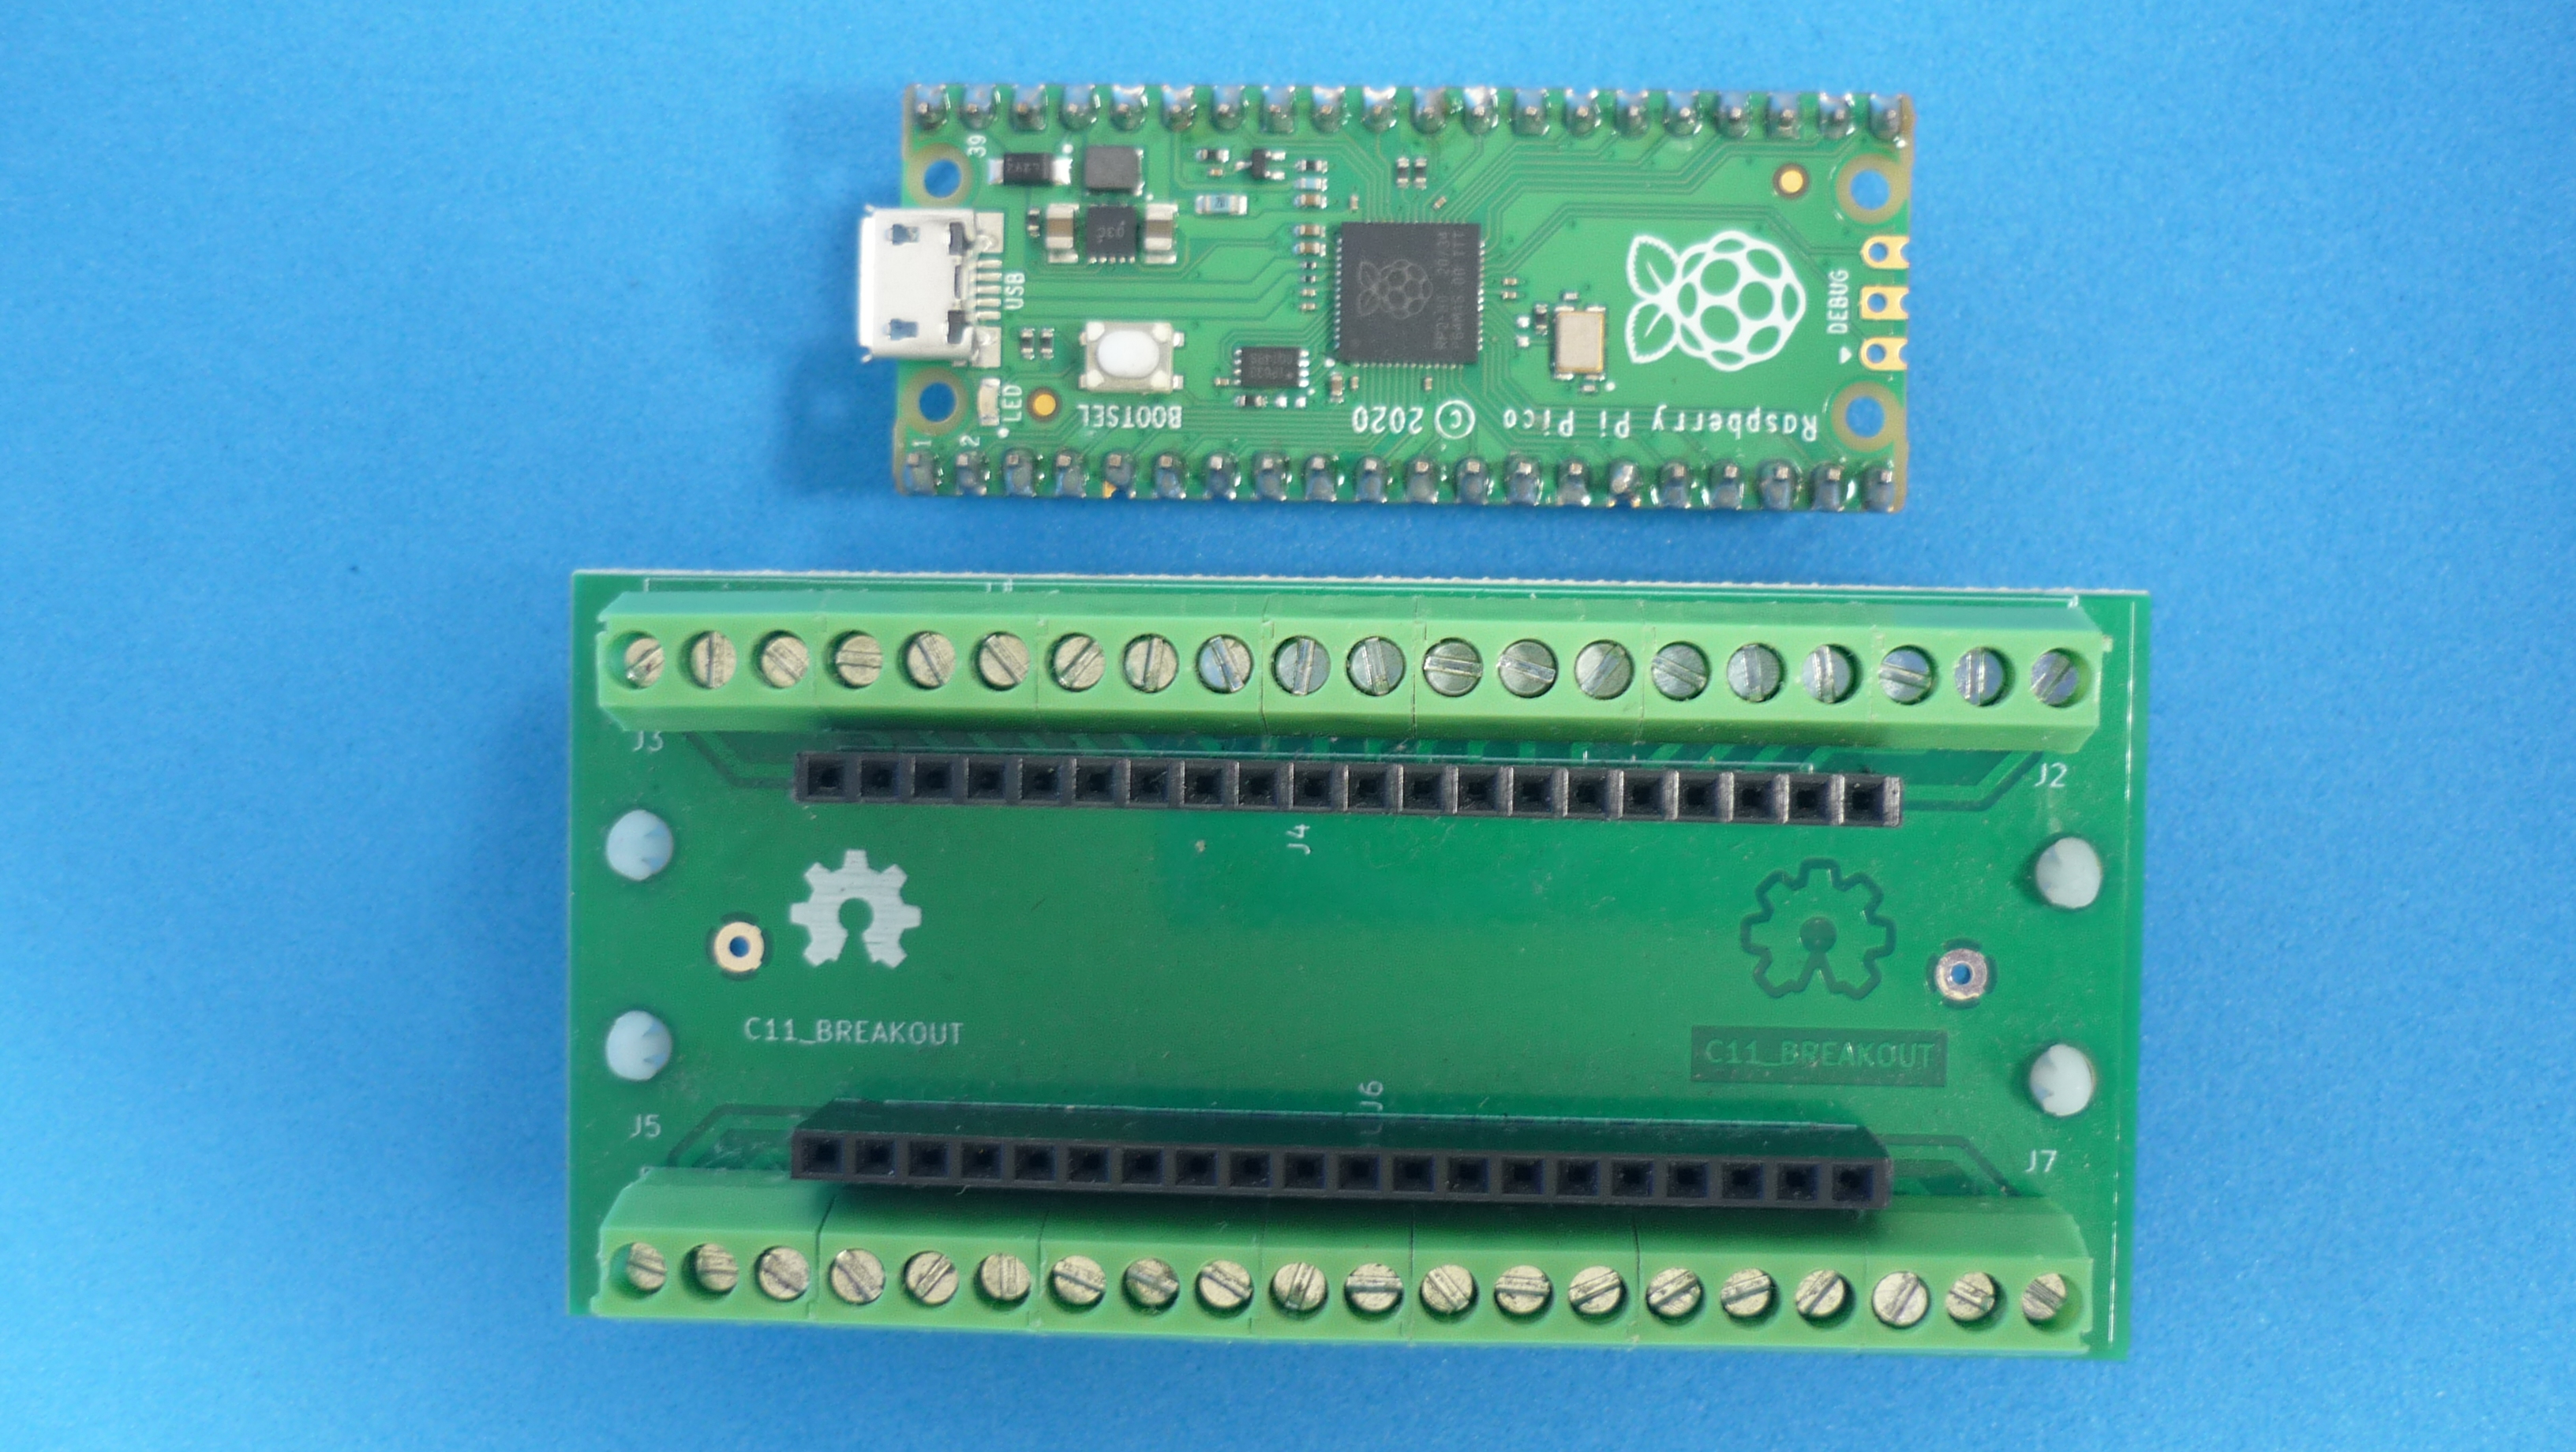 39
USB
DEBUG
LED
BOOTSEL
© 2020
Raspberry Pi Pico
1 2
J3
J2
J4
C11_BREAKOUT
C11_BREAKOUT
J6
J5
J7